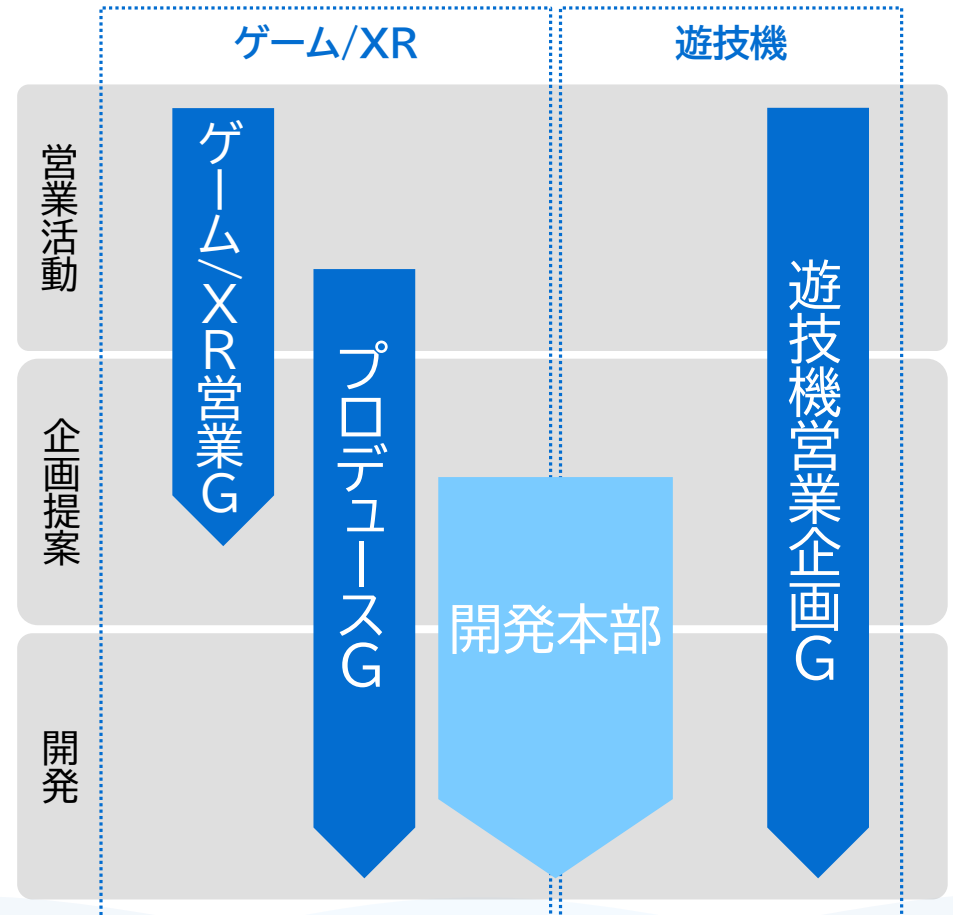 ゲーム/XR
遊技機
営業活動
ゲーム/XR営業G
プロデュースG
遊技機営業企画G
企画提案
開発本部
開発